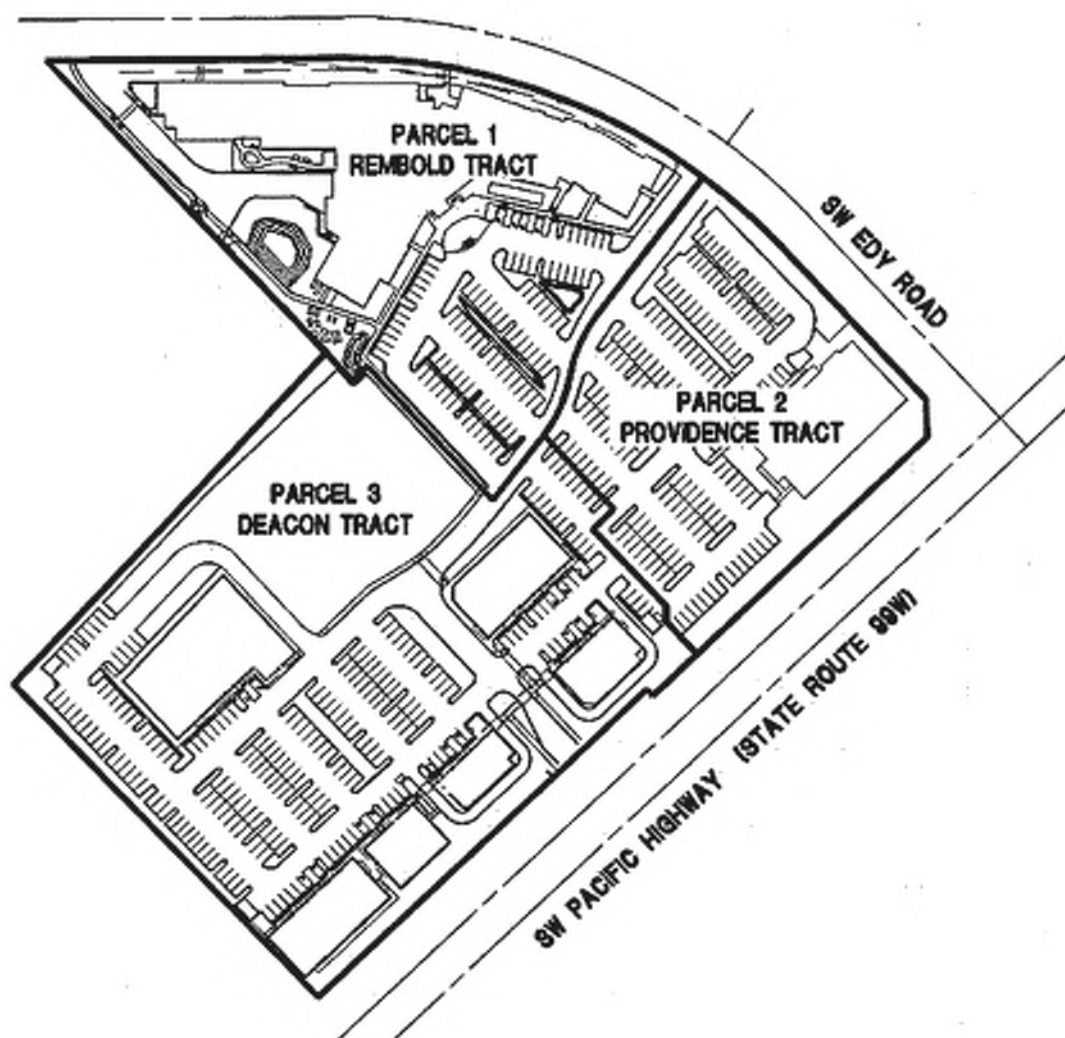 PARCEL 1
REMBOLD TRACT
SW EDY ROAD
PARCEL 2
PROVIDENCE TRACT
PARCEL 3
DEACON TRACT
SW PACIFIC HIGHWAY (STATE ROUTE 99W)